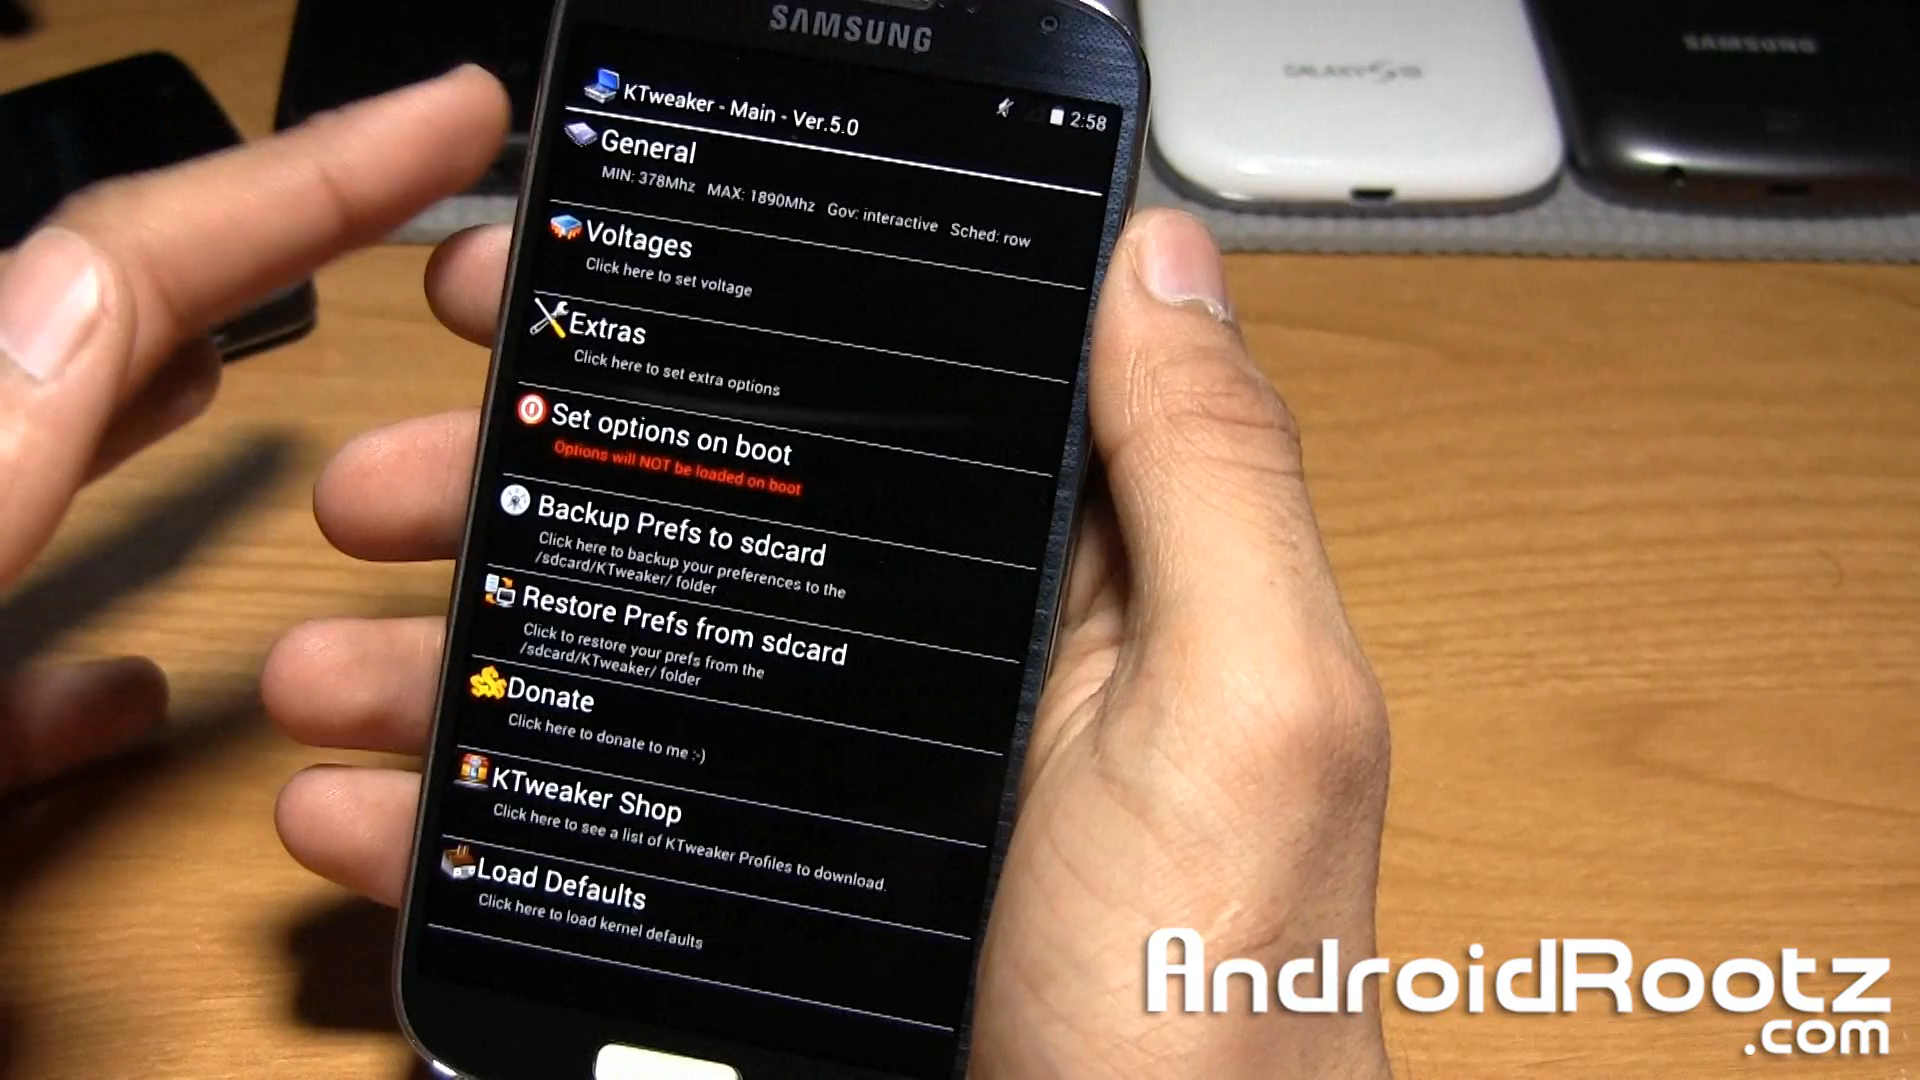 SAMSUNG
GALAXY S III
SAMSUNG
KTweaker - Main - Ver.5.0
2:58
General
MIN: 378Mhz MAX: 1890Mhz Gov: interactive Sched: row
Voltages
Click here to set voltage
Extras
Click here to set extra options
Set options on boot
Options will NOT be loaded on boot
Backup Prefs to sdcard
Click here to backup your preferences to the
/sdcard/KTweaker/ folder
Restore Prefs from sdcard
Click to restore your prefs from the
/sdcard/KTweaker/ folder
Donate
Click here to donate to me :-)
KTweaker Shop
Click here to see a list of KTweaker Profiles to download.
Load Defaults
Click here to load kernel defaults
AndroidRootz
.com